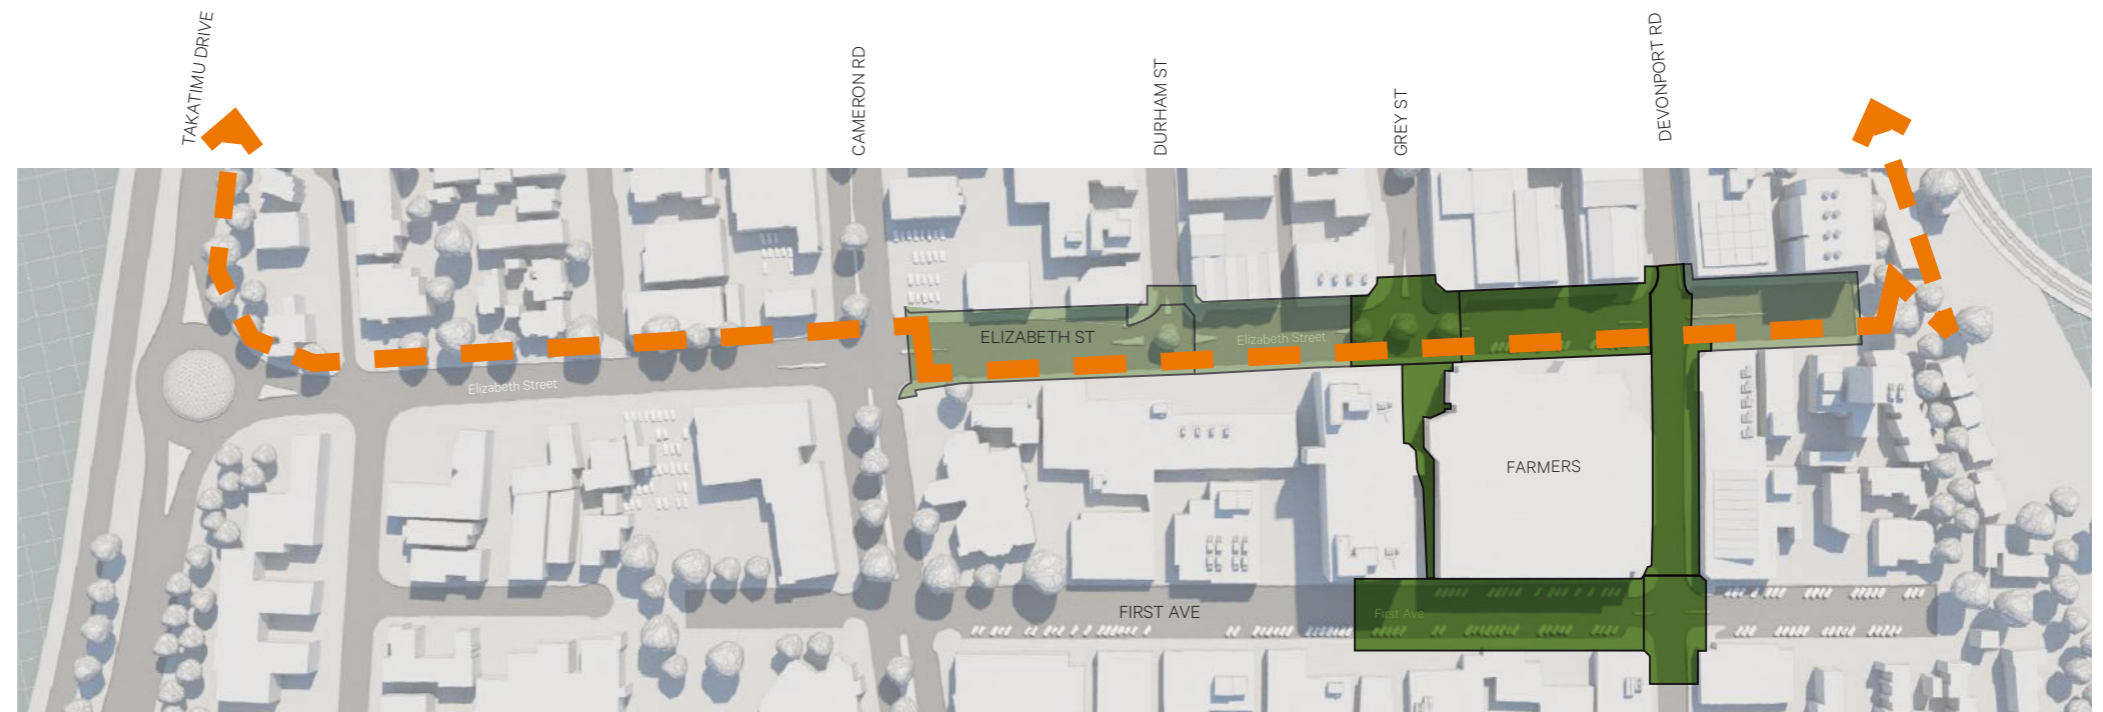 TAKATIMU DRIVE
CAMERON RD
DURHAM ST
GREY ST
DEVONPORT RD
ELIZABETH ST
Elizabeth Street
Elizabeth Street
FARMERS
FIRST AVE
First Ave